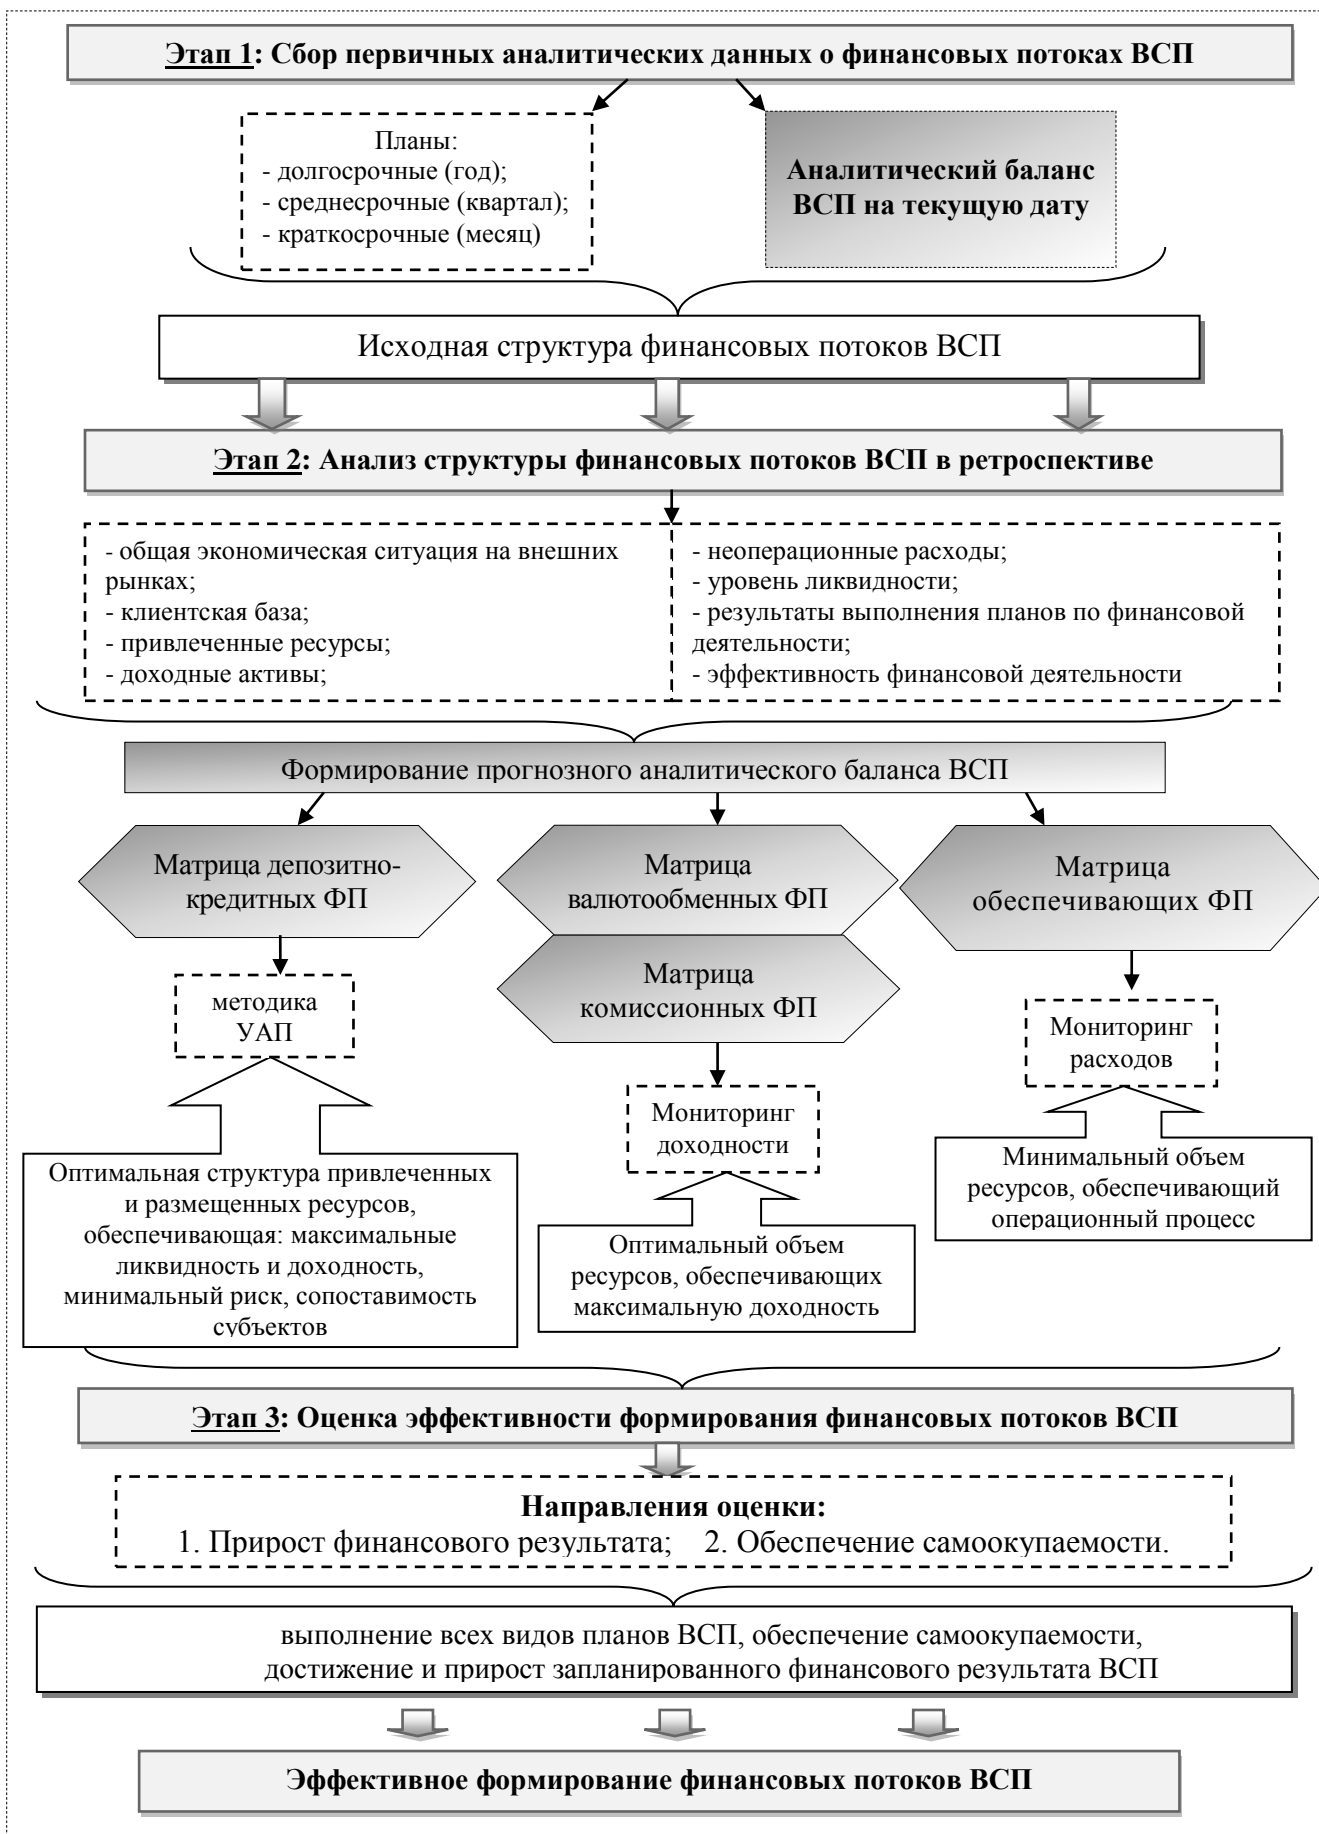 Этап 1: Сбор первичных аналитических данных о финансовых потоках ВСП
Планы:
- долгосрочные (год);
- среднесрочные (квартал);
- краткосрочные (месяц)
Аналитический баланс
ВСП на текущую дату
Исходная структура финансовых потоков ВСП
Этап 2: Анализ структуры финансовых потоков ВСП в ретроспективе
- общая экономическая ситуация на внешних
рынках;
- клиентская база;
- привлеченные ресурсы;
- доходные активы;
- неоперационные расходы;
- уровень ликвидности;
- результаты выполнения планов по финансовой
деятельности;
- эффективность финансовой деятельности
Формирование прогнозного аналитического баланса ВСП
Матрица депозитно-
кредитных ФП
Матрица
валютообменных ФП
Матрица
обеспечивающих ФП
Матрица
комиссионных ФП
методика
УАП
Мониторинг
доходности
Мониторинг
расходов
Оптимальная структура привлеченных
и размещенных ресурсов,
обеспечивающая: максимальные
ликвидность и доходность,
минимальный риск, сопоставимость
субъектов
Оптимальный объем
ресурсов, обеспечивающих
максимальную доходность
Минимальный объем
ресурсов, обеспечивающий
операционный процесс
Этап 3: Оценка эффективности формирования финансовых потоков ВСП
Направления оценки:
1. Прирост финансового результата; 2. Обеспечение самоокупаемости.
выполнение всех видов планов ВСП, обеспечение самоокупаемости,
достижение и прирост запланированного финансового результата ВСП
Эффективное формирование финансовых потоков ВСП